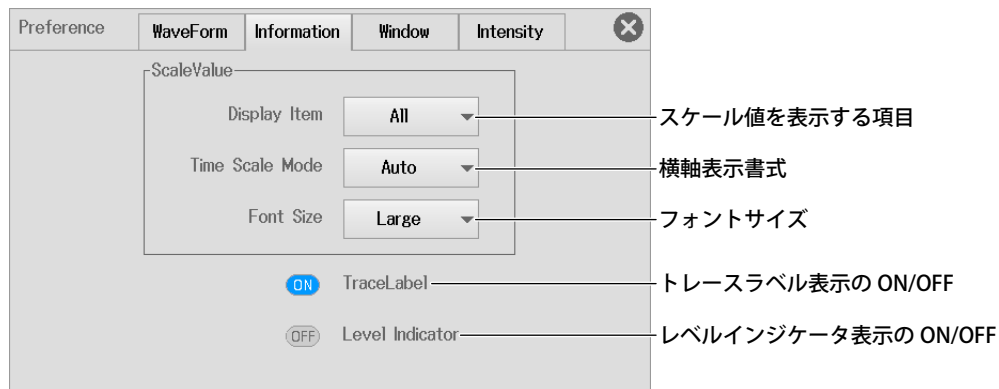 Preference
WaveForm
Information
Window
Intensity
ScaleValue
Display Item
All
スケール値を表示する項目
Time Scale Mode
Auto
横軸表示書式
Font Size
Large
フォントサイズ
ON
TraceLabel
トレースラベル表示の ON/OFF
OFF
Level Indicator
レベルインジケータ表示の ON/OFF